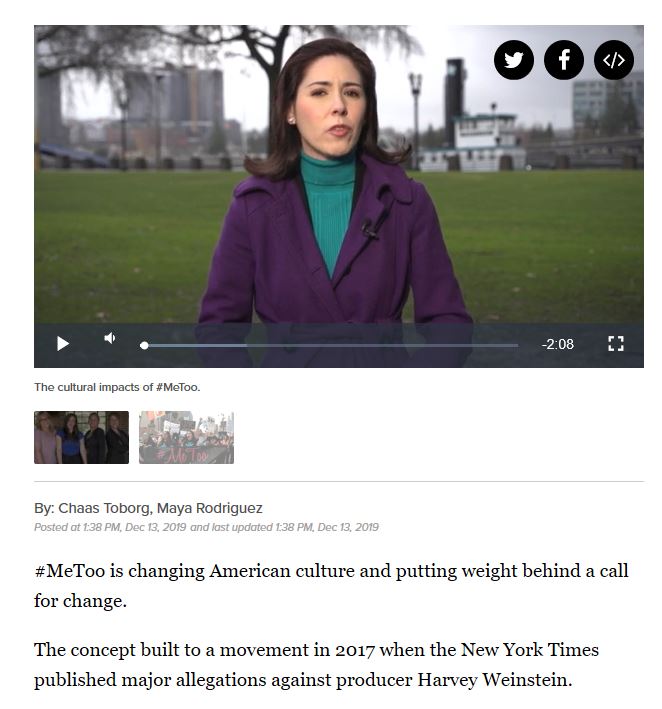 </>
-2:08
The cultural impacts of #MeToo.
#MeToo
By: Chaas Toborg, Maya Rodriguez
Posted at 1:38 PM, Dec 13, 2019 and last updated 1:38 PM, Dec 13, 2019
#MeToo is changing American culture and putting weight behind a call
for change.
The concept built to a movement in 2017 when the New York Times
published major allegations against producer Harvey Weinstein.